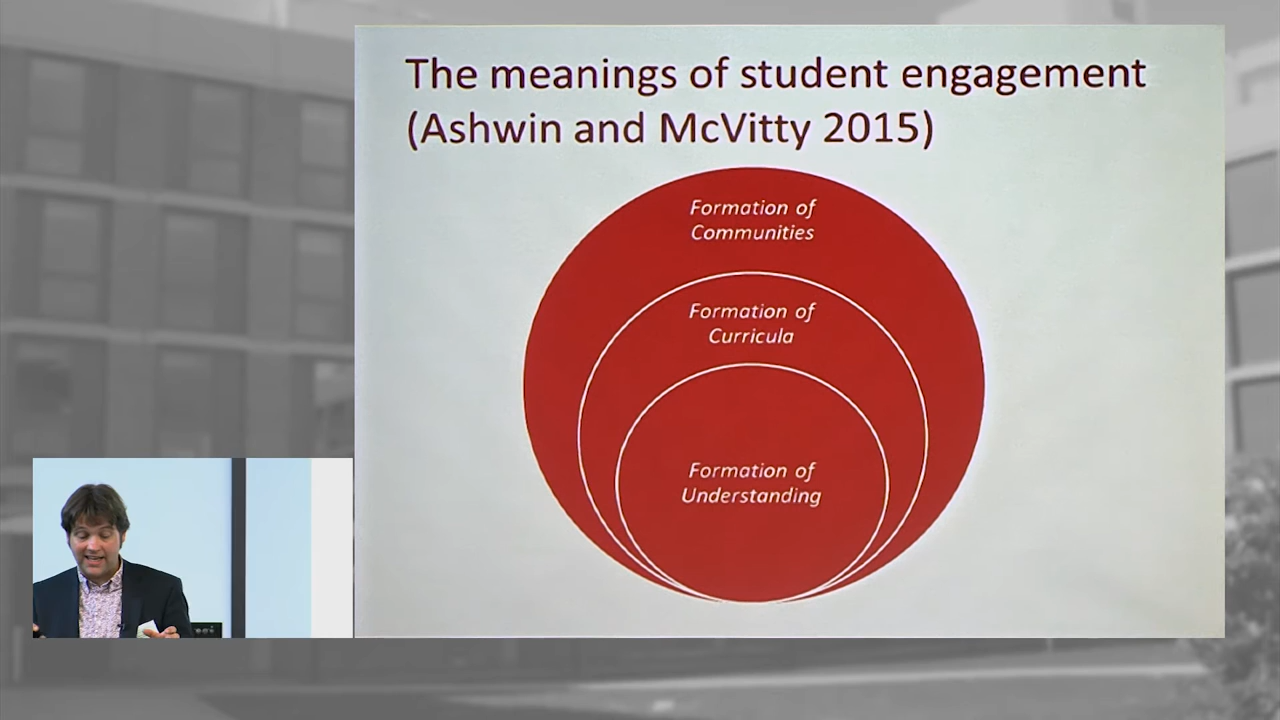 The meanings of student engagement
(Ashwin and McVitty 2015)
Formation of
Communities
Formation of
Curricula
Formation of
Understanding